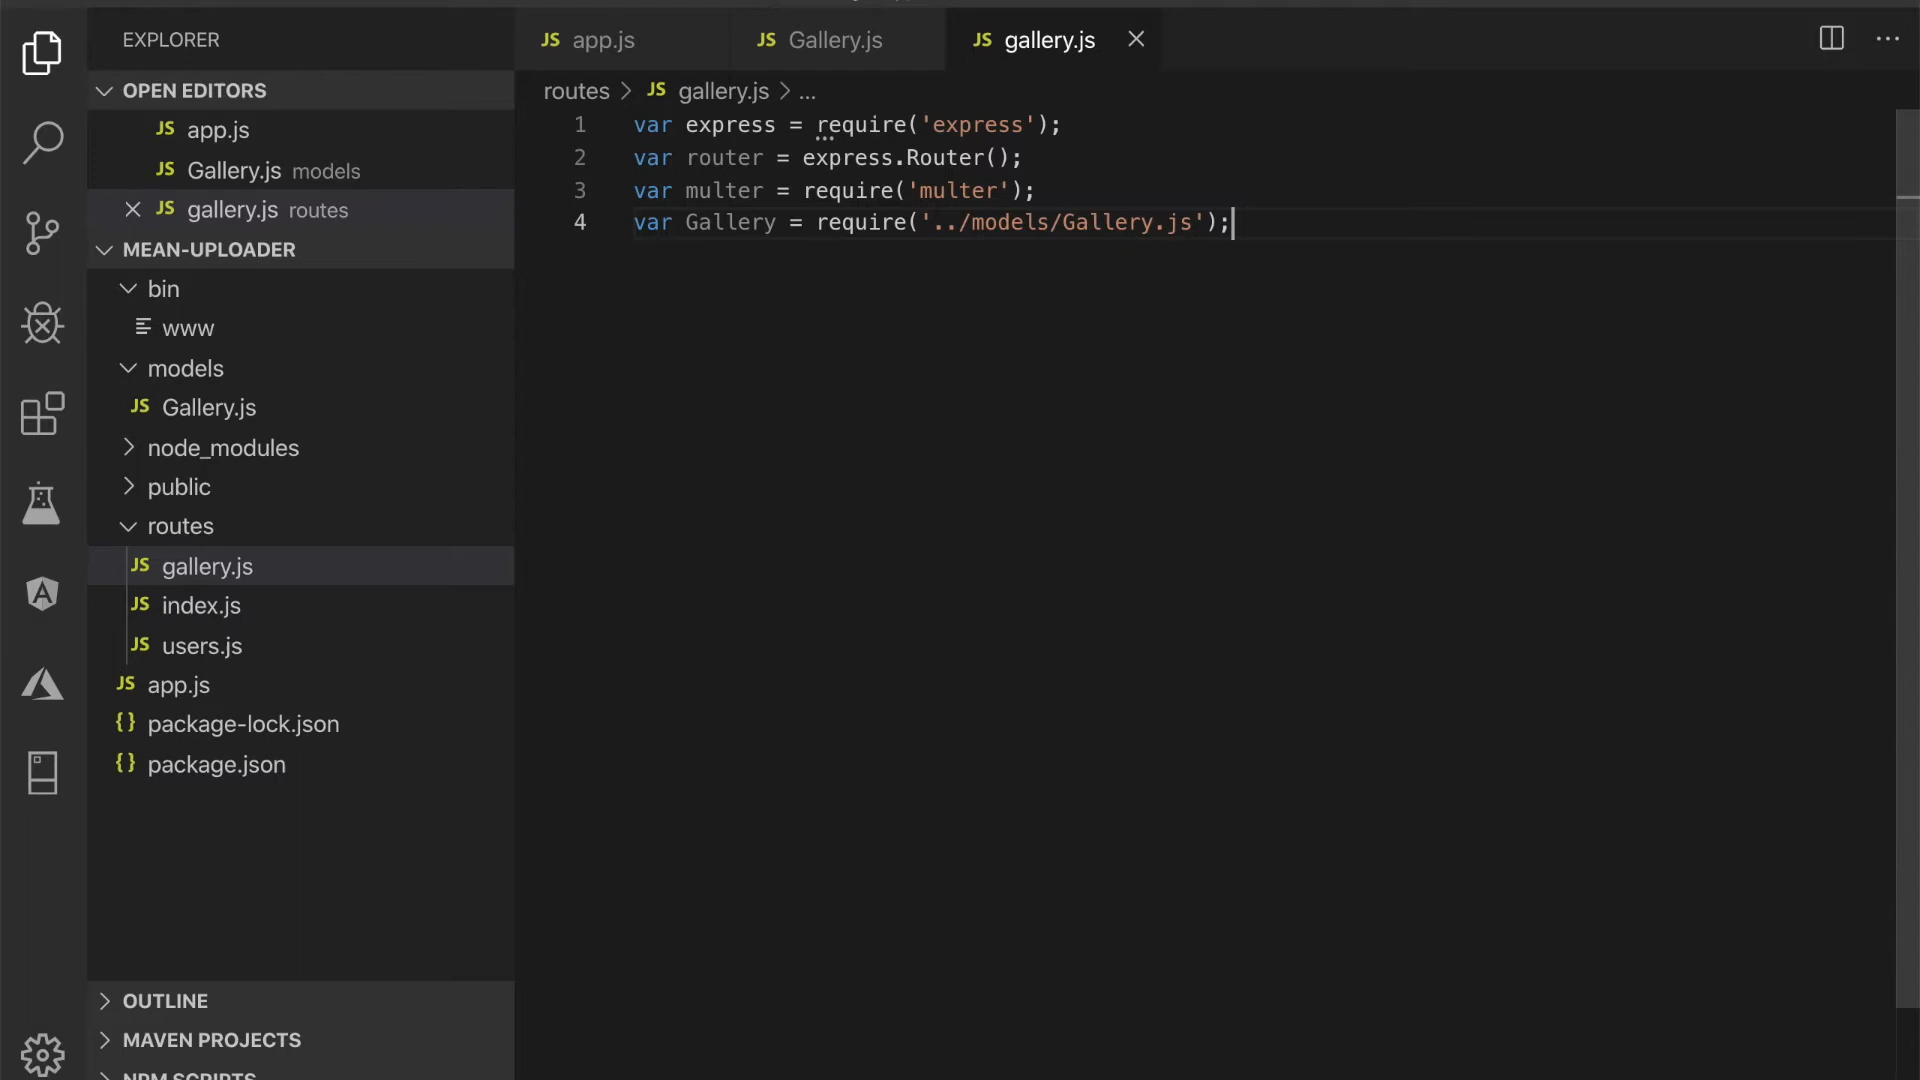 EXPLORER
OPEN EDITORS
JS app.js
JS Gallery.js models
JS gallery.js routes
MEAN-UPLOADER
bin
www
models
JS Gallery.js
node_modules
public
routes
JS gallery.js
JS index.js
JS users.js
JS app.js
{} package-lock.json
{} package.json
OUTLINE
MAVEN PROJECTS
NPM SCRIPTS
JS app.js JS Gallery.js JS gallery.js
routes > JS gallery.js > ...
1 var express = require('express');
2 var router = express.Router();
3 var multer = require('multer');
4 var Gallery = require('../models/Gallery.js');